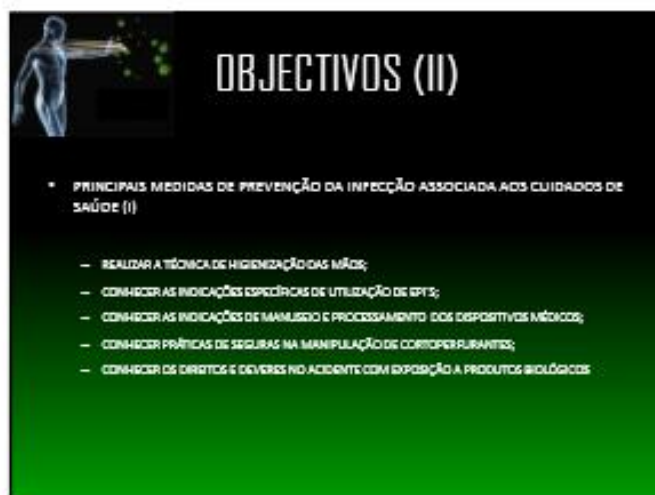 OBJECTIVOS (II)
• PRINCIPAIS MEDIDAS DE PREVENÇÃO DA INFECÇÃO ASSOCIADA AOS CUIDADOS DE
SAÚDE (I)
– REALIZAR A TÉCNICA DE HIGIENIZAÇÃO DAS MÃOS;
– CONHECER AS INDICAÇÕES ESPECÍFICAS DE UTILIZAÇÃO DE EPI'S;
– CONHECER AS INDICAÇÕES DE MANUSEIO E PROCESSAMENTO DOS DISPOSITIVOS MÉDICOS;
– CONHECER PRÁTICAS DE SEGURAS NA MANIPULAÇÃO DE CORTOPERFURANTES;
– CONHECER OS DIREITOS E DEVERES NO ACIDENTE COM EXPOSIÇÃO A PRODUTOS BIOLÓGICOS